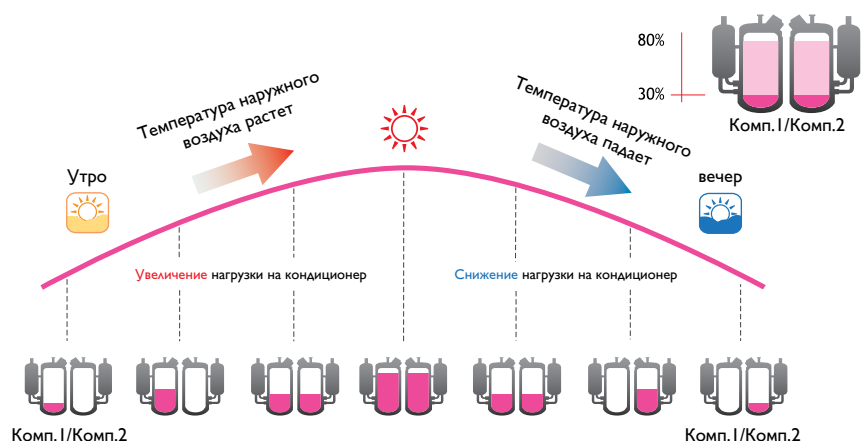 80%
30%
Комп.1/Комп.2
Температура наружного
воздуха растет
Температура наружного
воздуха падает
Утро
вечер
Увеличение нагрузки на кондиционер
Снижение нагрузки на кондиционер
Комп.1/Комп.2
Комп.1/Комп.2